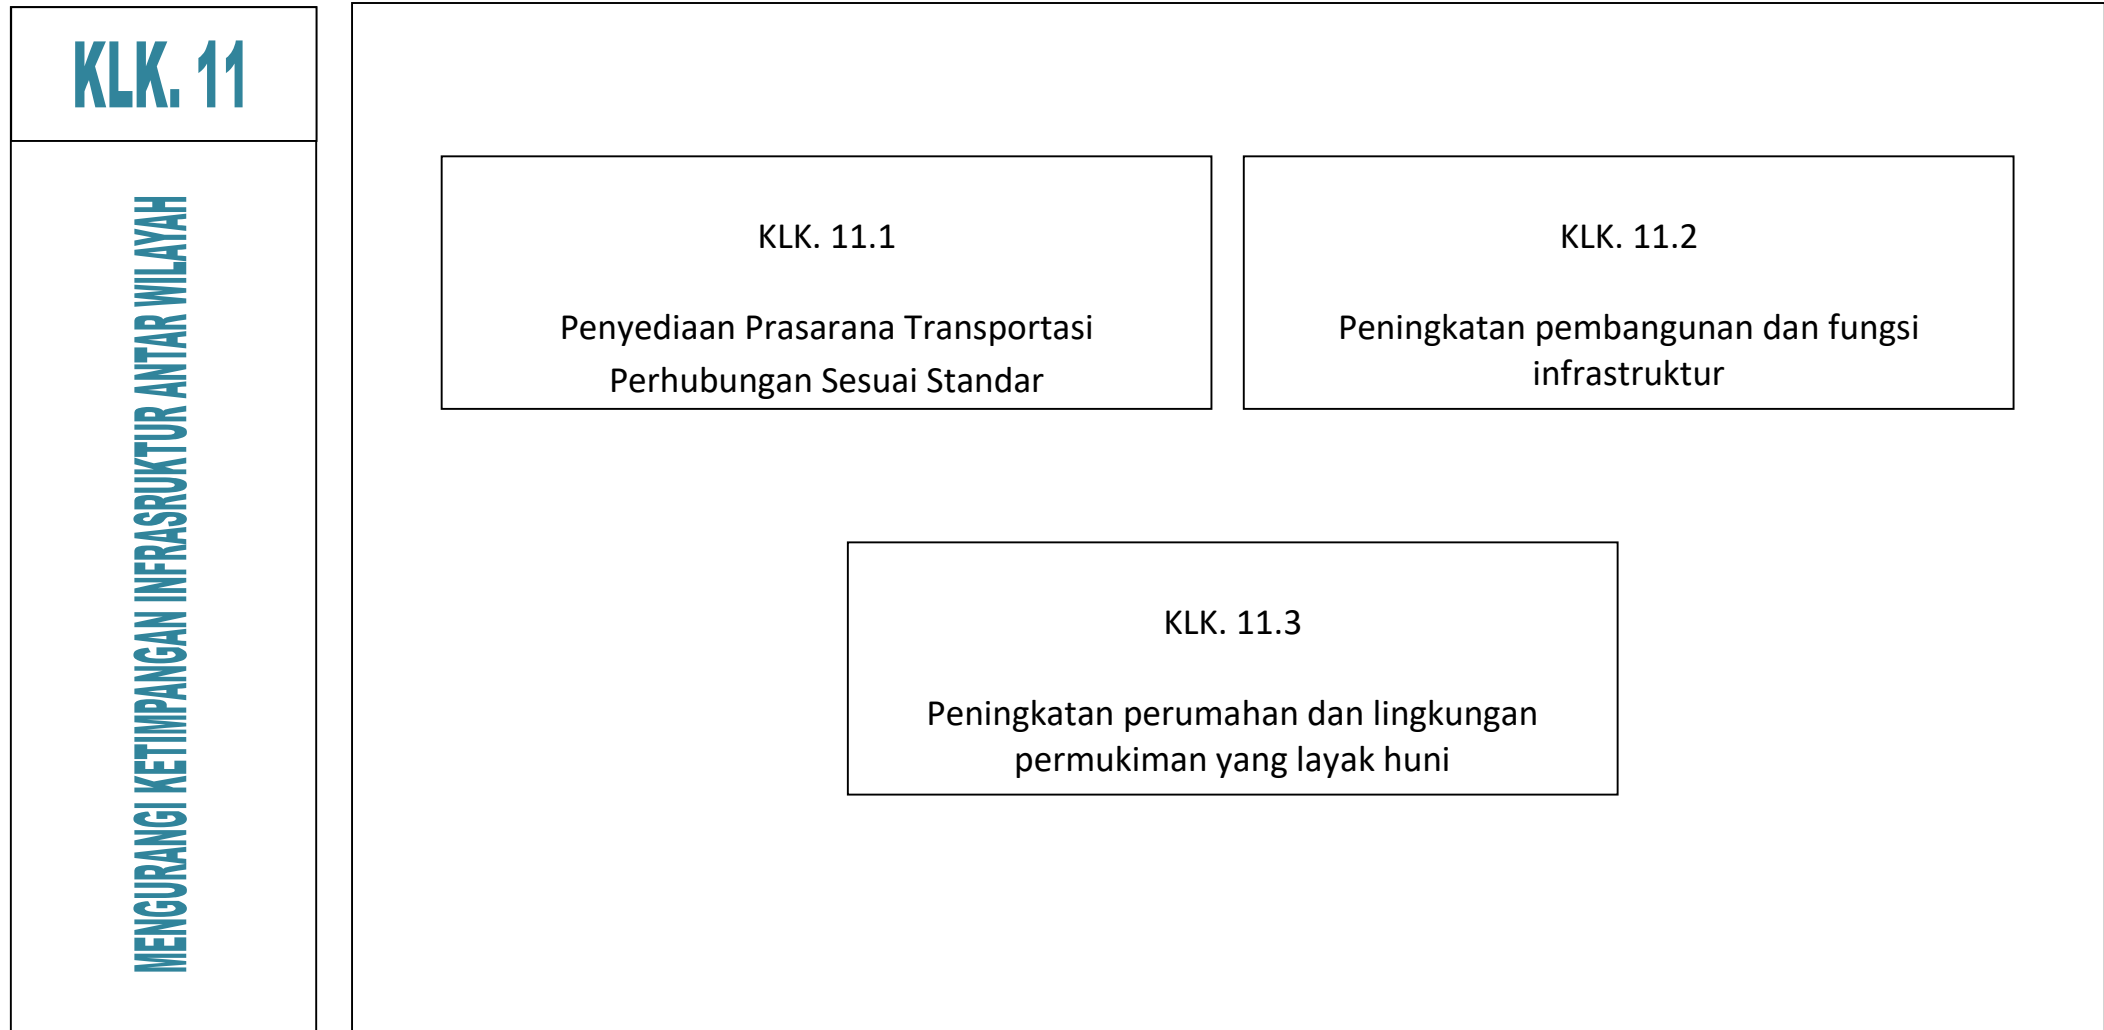 KLK. 11
MENGURANGI KETIMPANGAN INFRASRUKTUR ANTAR WILAYAH
KLK. 11.1
Penyediaan Prasarana Transportasi
Perhubungan Sesuai Standar
KLK. 11.2
Peningkatan pembangunan dan fungsi
infrastruktur
KLK. 11.3
Peningkatan perumahan dan lingkungan
permukiman yang layak huni